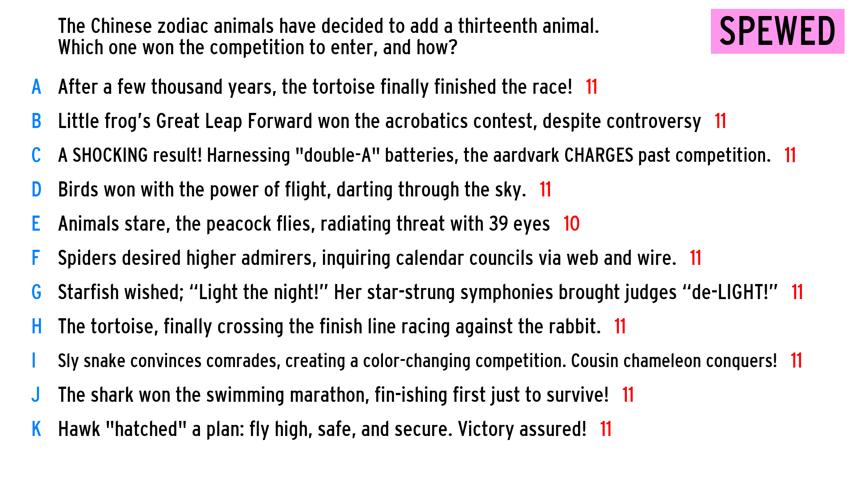 The Chinese zodiac animals have decided to add a thirteenth animal.
Which one won the competition to enter, and how?
SPEWED
A After a few thousand years, the tortoise finally finished the race! 11
B Little frog's Great Leap Forward won the acrobatics contest, despite controversy 11
C A SHOCKING result! Harnessing "double-A" batteries, the aardvark CHARGES past competition. 11
D Birds won with the power of flight, darting through the sky. 11
E Animals stare, the peacock flies, radiating threat with 39 eyes 10
F Spiders desired higher admirers, inquiring calendar councils via web and wire. 11
G Starfish wished; “Light the night!” Her star-strung symphonies brought judges “de-LIGHT!” 11
H The tortoise, finally crossing the finish line racing against the rabbit. 11
I Sly snake convinces comrades, creating a color-changing competition. Cousin chameleon conquers! 11
J The shark won the swimming marathon, fin-ishing first just to survive! 11
K Hawk "hatched" a plan: fly high, safe, and secure. Victory assured! 11